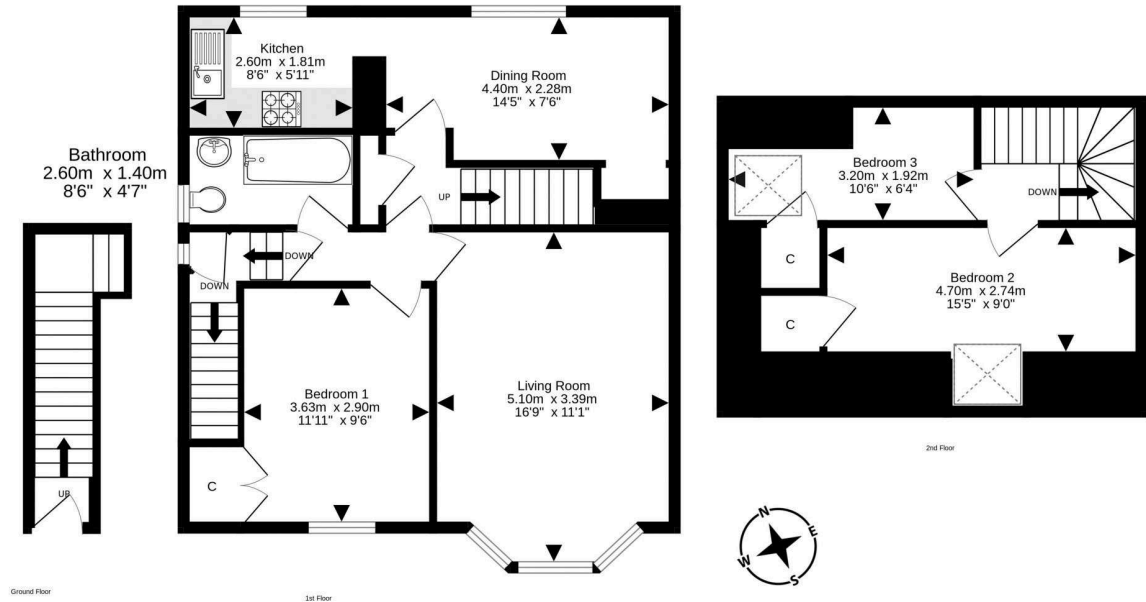 Kitchen
2.60m x 1.81m
8'6" x 5'11"
Dining Room
4.40m x 2.28m
14'5" x 7'6"
Bathroom
2.60m x 1.40m
8'6" x 4'7"
UP
DOWN
DOWN
Bedroom 1
3.63m x 2.90m
11'11" x 9'6"
Living Room
5.10m x 3.39m
16'9" x 11'1"
C
UP
Ground Floor
1st Floor
Bedroom 3
3.20m x 1.92m
10'6" x 6'4"
DOWN
C
Bedroom 2
4.70m x 2.74m
15'5" x 9'0"
C
2nd Floor
N
E
W
S